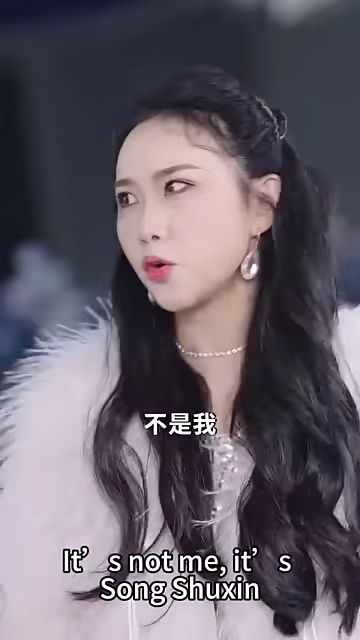 不是我
It’s not me, it’s
Song Shuxin